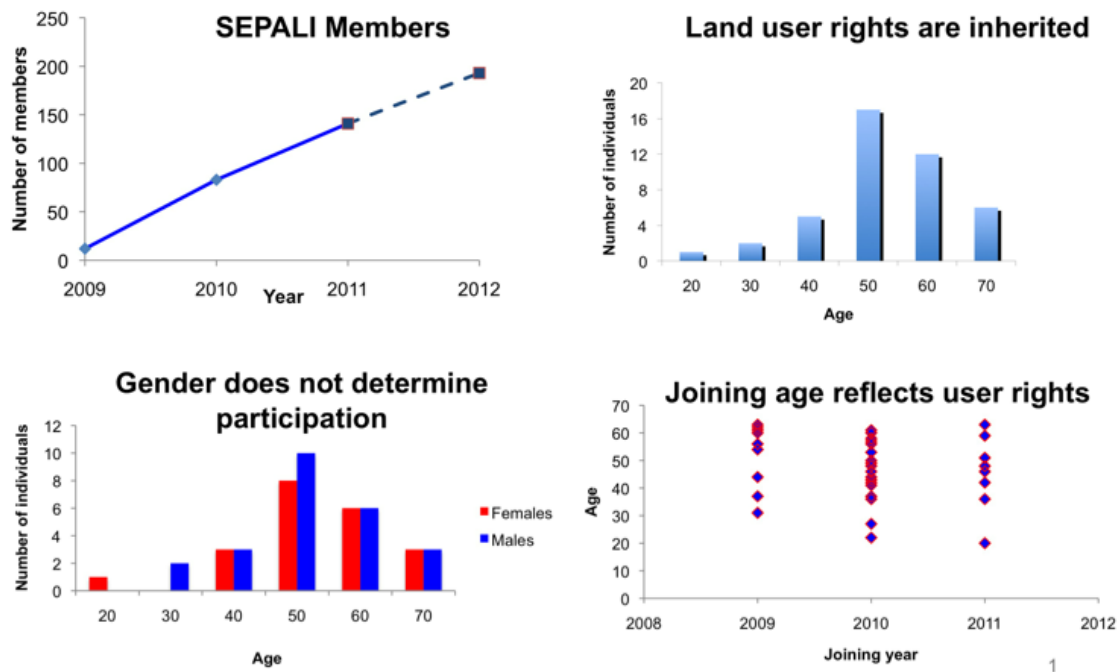 SEPALI Members
Number of members
250
200
150
100
50
0
2009 2010 2011 2012
Year
Land user rights are inherited
Number of individuals
20
16
12
8
4
0
20 30 40 50 60 70
Age
Gender does not determine
participation
Number of individuals
12
10
8
6
4
2
0
20 30 40 50 60 70
Age
Females
Males
Joining age reflects user rights
Age
70
60
50
40
30
20
10
0
2008 2009 2010 2011 2012
Joining year
1